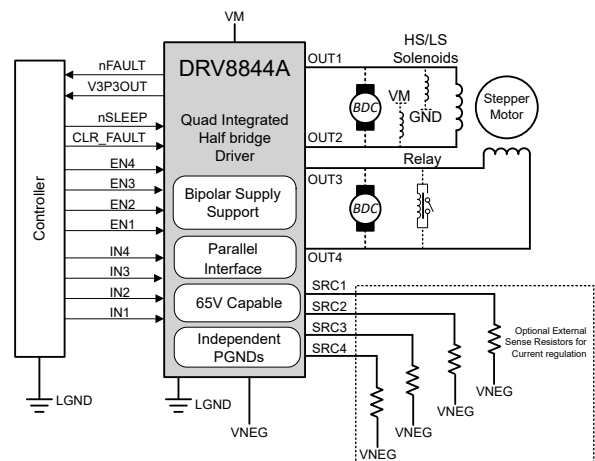 VM
DRV8844A
Quad Integrated
Half bridge
Driver
Bipolar Supply
Support
Parallel
Interface
65V Capable
Independent
PGNDs
Controller
nFAULT
V3P3OUT
nSLEEP
CLR_FAULT
EN4
EN3
EN2
EN1
IN4
IN3
IN2
IN1
LGND
LGND
VNEG
OUT1
OUT2
OUT3
OUT4
SRC1
SRC2
SRC3
SRC4
HS/LS
Solenoids
BDC
VM
GND
Stepper
Motor
Relay
BDC
Optional External
Sense Resistors for
Current regulation
VNEG
VNEG
VNEG
VNEG